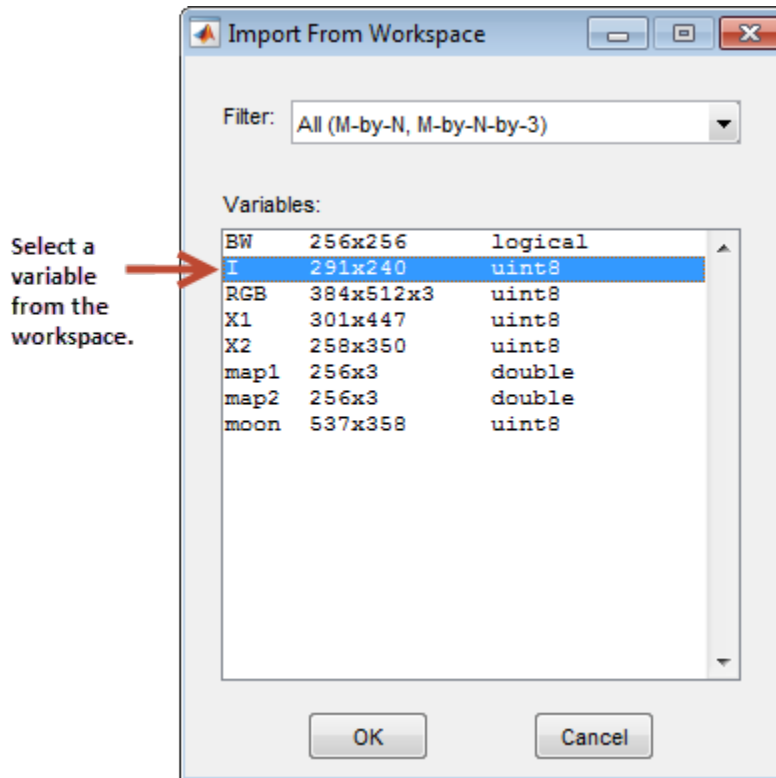 Import From Workspace
Filter: All (M-by-N, M-by-N-by-3)
Variables:
Select a
variable
from the
workspace.
BW 256x256 logical
I 291x240 uint8
RGB 384x512x3 uint8
X1 301x447 uint8
X2 258x350 uint8
map1 256x3 double
map2 256x3 double
moon 537x358 uint8
OK Cancel